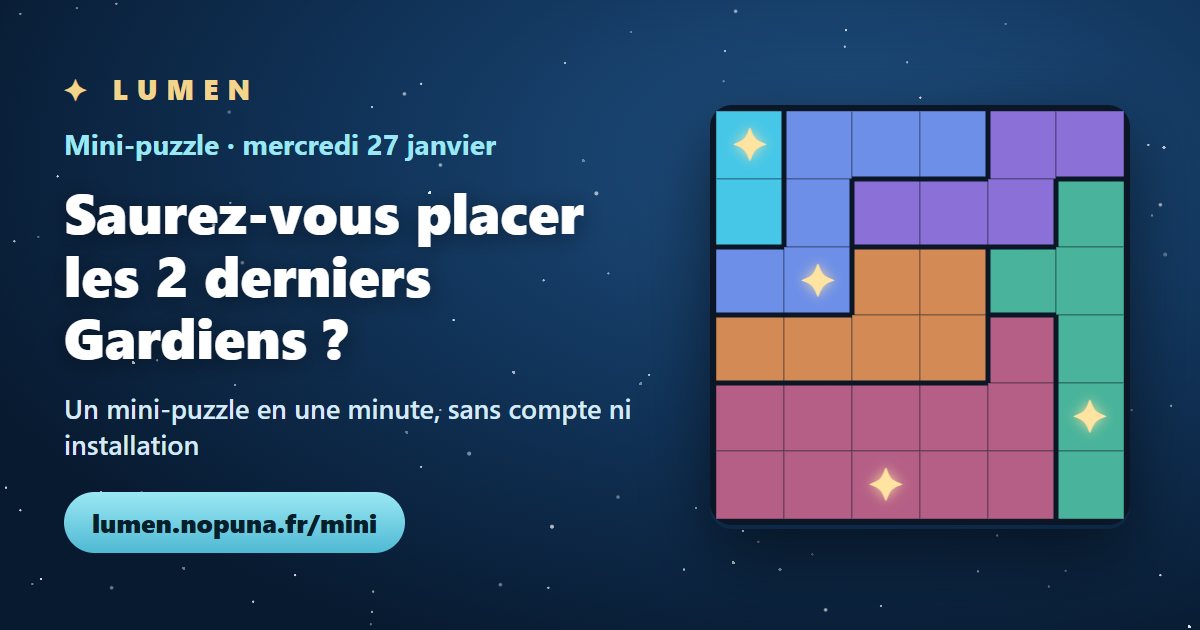 ✦ LUMEN
Mini-puzzle · mercredi 27 janvier
Saurez-vous placer
les 2 derniers
Gardiens ?
Un mini-puzzle en une minute, sans compte ni
installation
lumen.nopuna.fr/mini